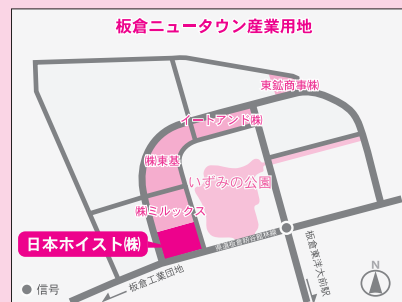 板倉ニュータウン産業用地
東鉱商事㈱
イートアンド㈱
㈱東基
いずみの公園
㈱ミルックス
日本ホイスト㈱
板倉工業団地
板倉東洋大前駅
信号
N